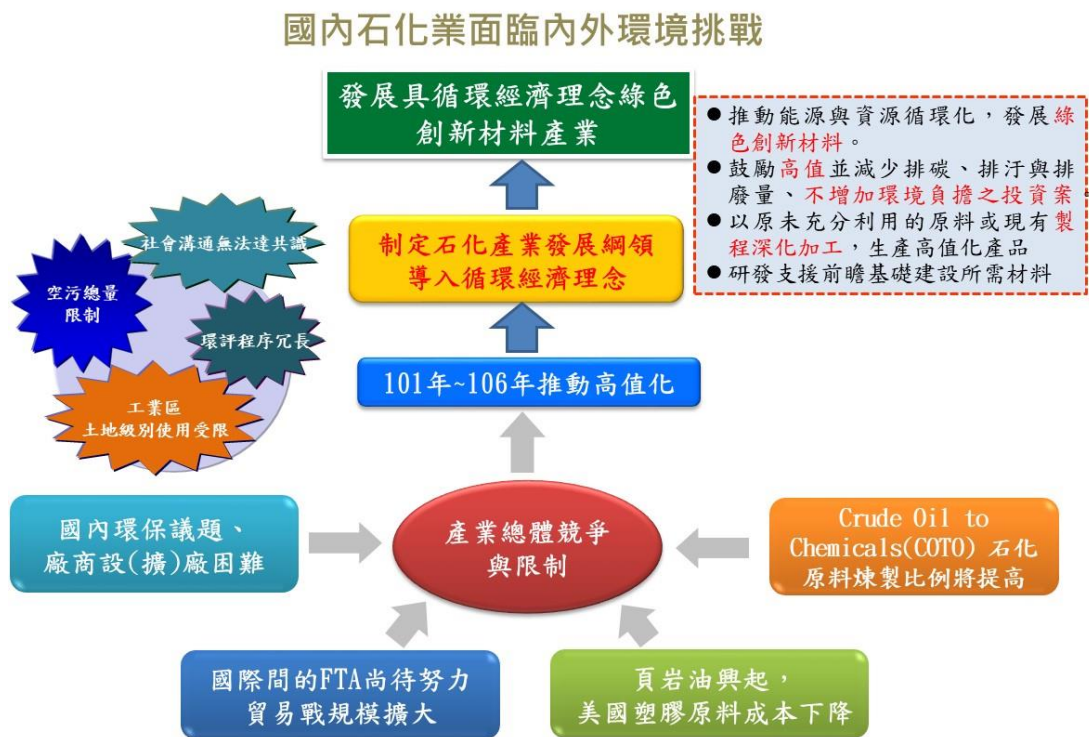 國內石化業面臨內外環境挑戰
發展具循環經濟理念綠色
創新材料產業
● 推動能源與資源循環化，發展綠
色創新材料。
● 鼓勵高值並減少排碳、排汙與排
廢量、不增加環境負擔之投資案
● 以原未充分利用的原料或現有製
程深化加工，生產高值化產品
● 研發支援前瞻基礎建設所需材料
制定石化產業發展綱領
導入循環經濟理念
社會溝通無法達共識
空污總量
限制
環評程序冗長
工業區
土地級別使用受限
101年~106年推動高值化
國內環保議題、
廠商設(擴)廠困難
產業總體競爭
與限制
Crude Oil to
Chemicals(COTO) 石化
原料煉製比例將提高
國際間的FTA尚待努力
貿易戰規模擴大
頁岩油興起，
美國塑膠原料成本下降